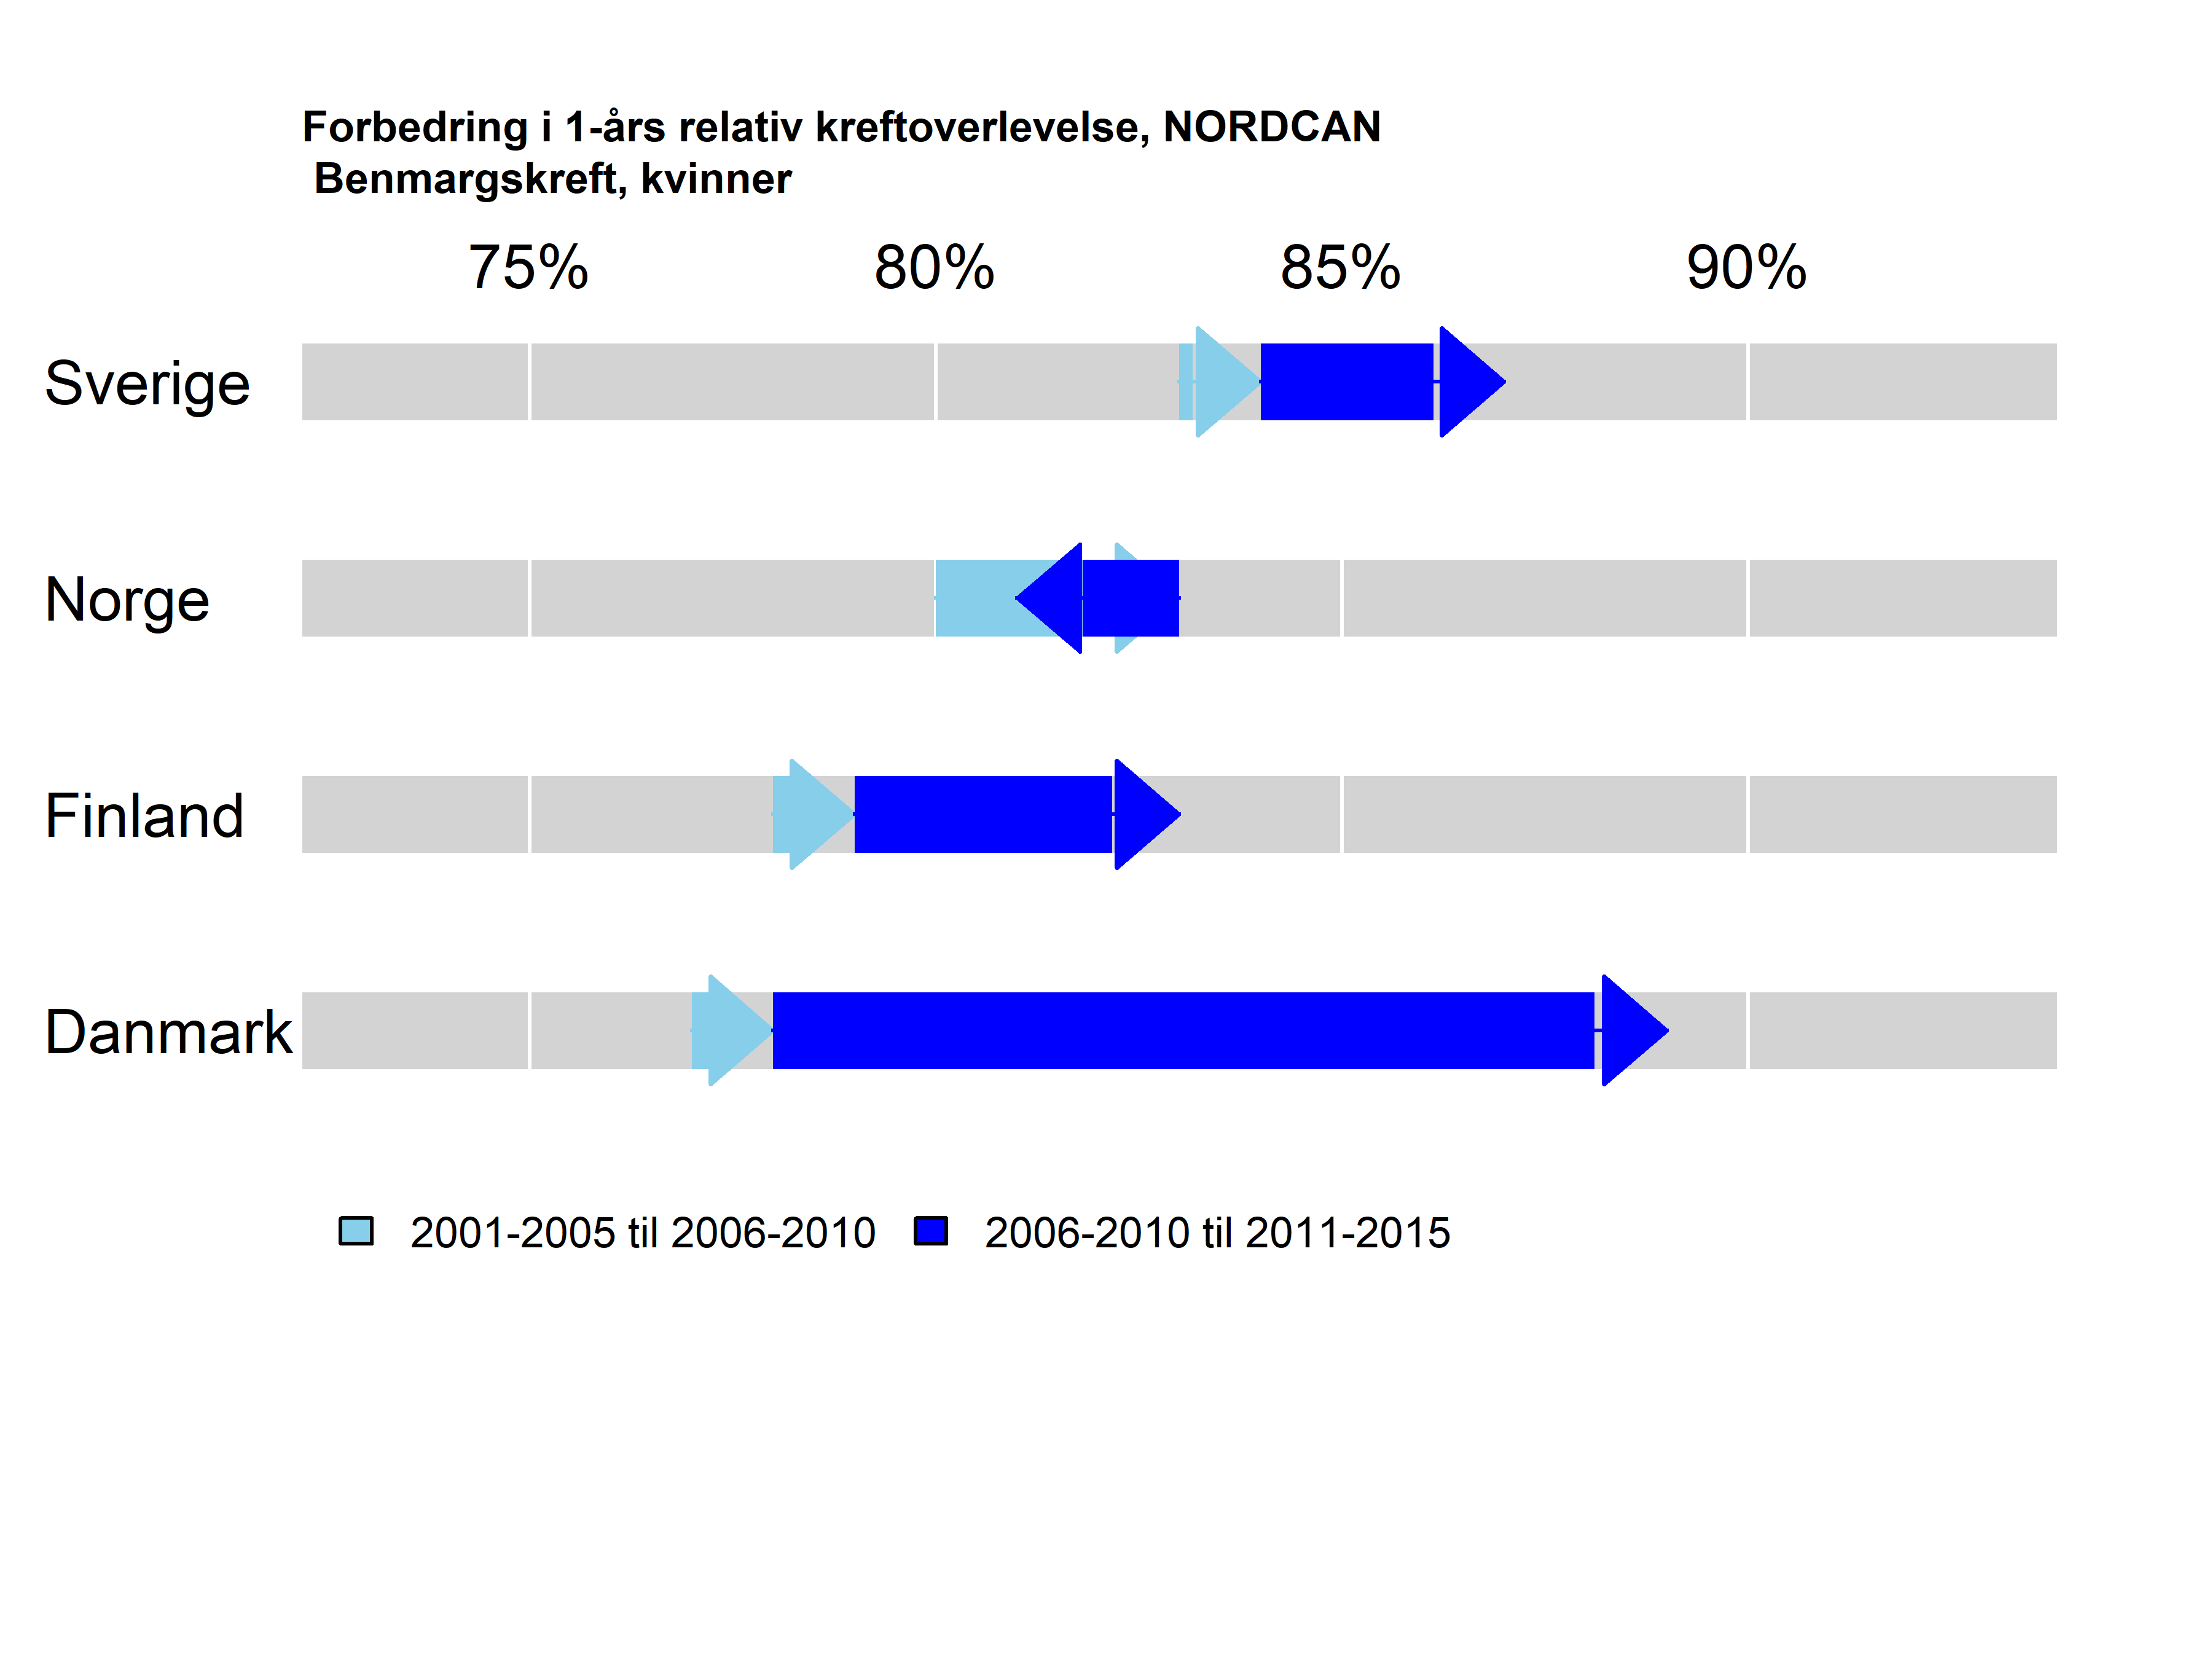 Forbedring i 1-års relativ kreftoverlevelse, NORDCAN
Benmargskreft, kvinner
75% 80% 85% 90%
Sverige
Norge
Finland
Danmark
2001-2005 til 2006-2010 2006-2010 til 2011-2015